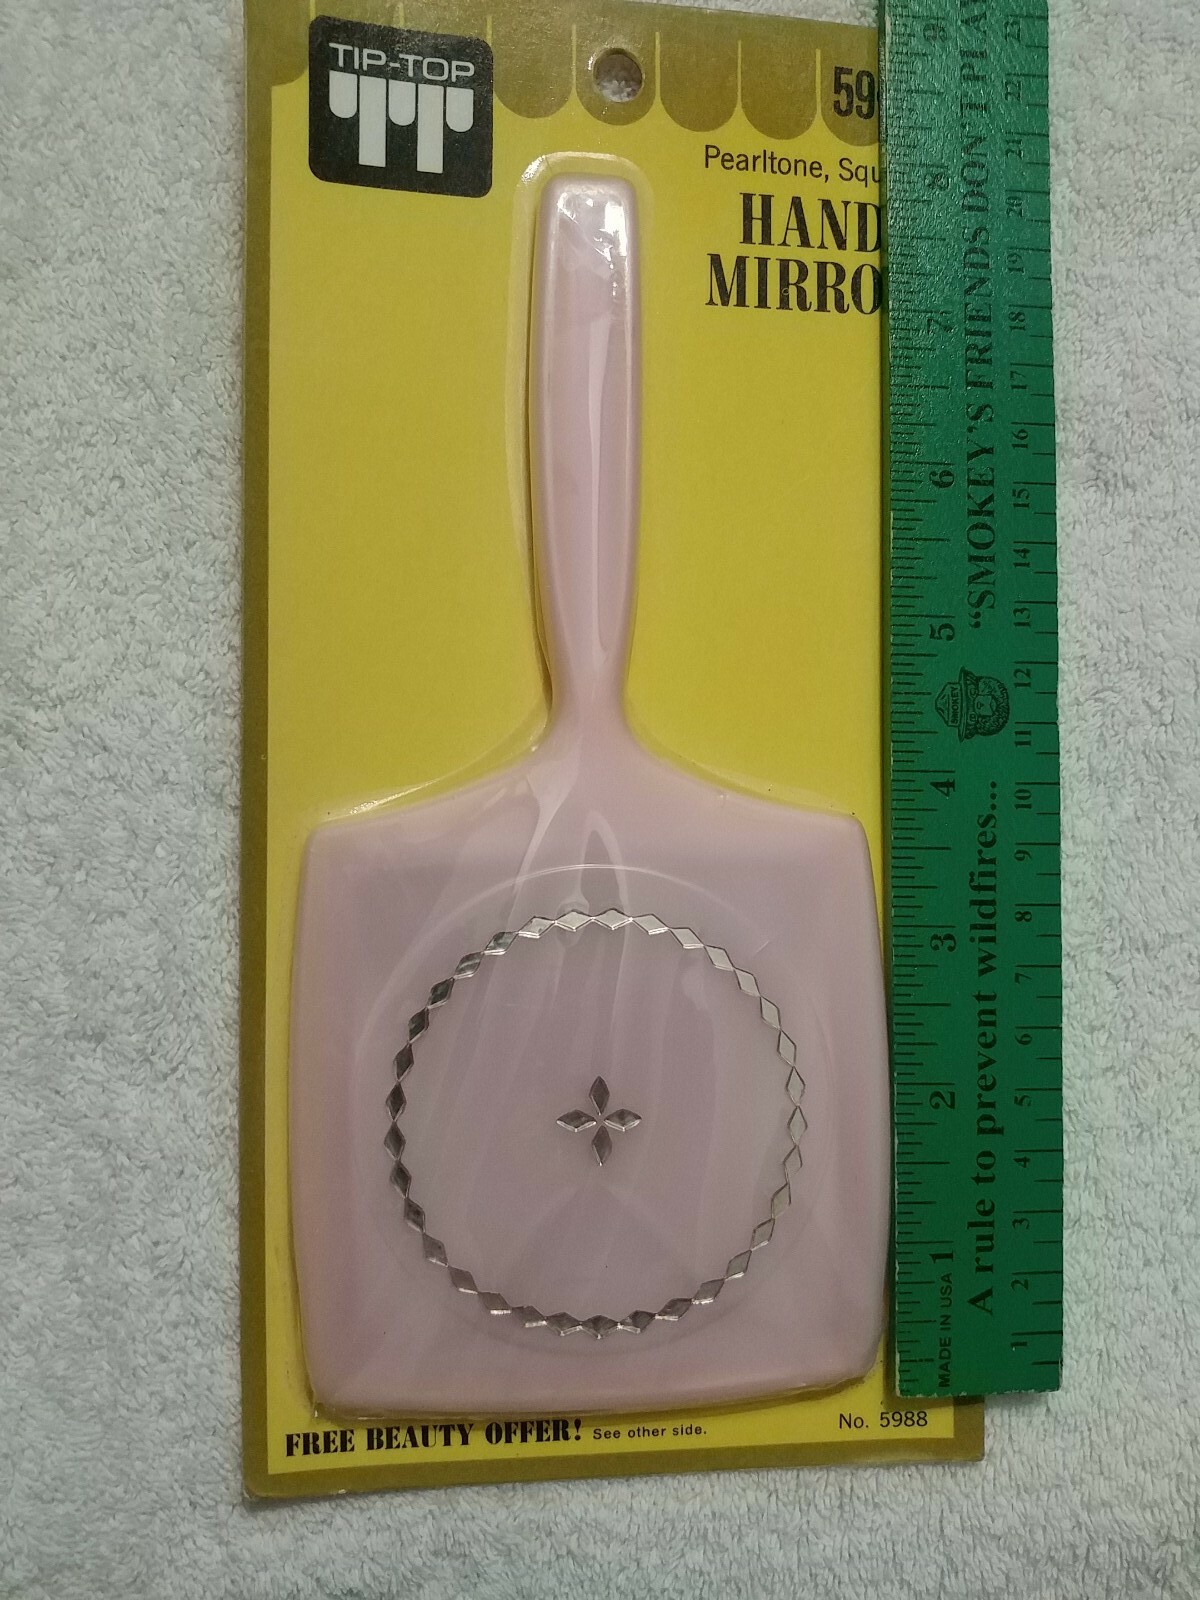 TIP-TOP
59
Pearltone, Squ
HAND
MIRRO
FREE BEAUTY OFFER! See other side.
No. 5988
"SMOKEY'S FRIENDS DON'T PLAY
SMOKEY
A rule to prevent wildfires...
MADE IN USA
1 2 3 4 5 6 7 8 9
1 2 3 4 5 6 7 8 9 10 11 12 13 14 15 16 17 18 19 20 21 22 23